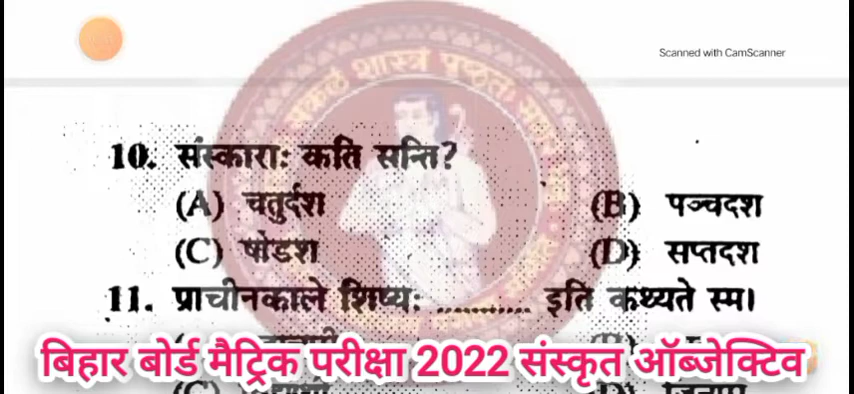 Scanned with CamScanner
सकल शास्त्र
10. संस्काराः कति सन्ति?
(A) चतुर्दश (B) पञ्चदश
(C) षोडश (D) सप्तदश
11. प्राचीनकाले शिष्यः ........... इति कथ्यते स्म।
बिहार बोर्ड मैट्रिक परीक्षा 2022 संस्कृत ऑब्जेक्टिव
(C) (D)